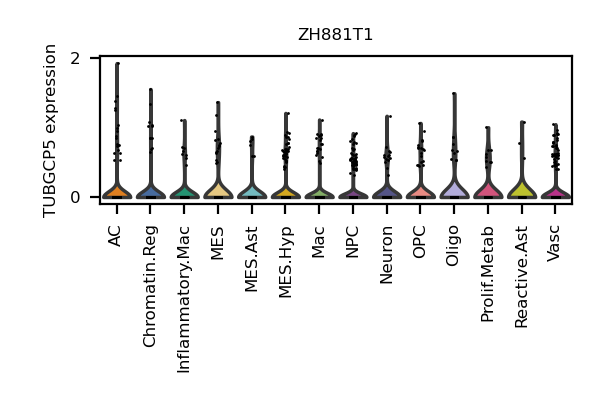 ZH881T1
TUBGCP5 expression
2
0
AC
Chromatin.Reg
Inflammatory.Mac
MES
MES.Ast
MES.Hyp
Mac
NPC
Neuron
OPC
Oligo
Prolif.Metab
Reactive.Ast
Vasc